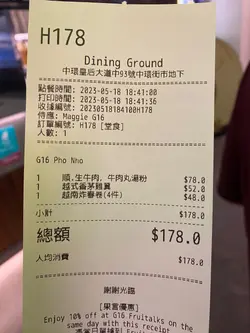 H178
Dining Ground
中環皇后大道中93號中環街市地下
點餐時間: 2023-05-18 18:41:00
打印時間: 2023-05-18 18:41:36
收據編號: 20230518184100H178
侍應: Maggie G16
訂單編號: H178 [堂食]
人數: 1
G16 Pho Nho
1 順.生牛肉, 牛肉丸湯粉 $78.0
1 越式香茅雞翼 $52.0
1 越南炸春卷(4件) $48.0
小計 $178.0
總額 $178.0
人均消費 $178.0
謝謝光臨
[果言優惠]
Enjoy 10% off at G16 Fruitalks on the
same day with this receipt